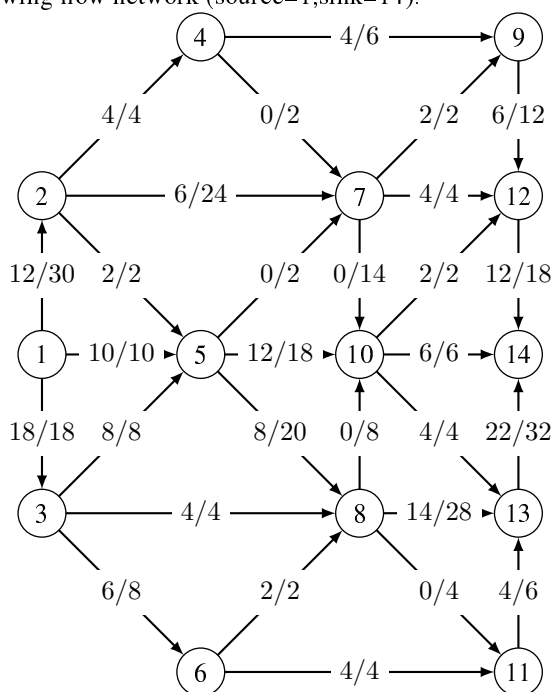 wing flow network (source=1,sink=14).
4 4/6 9
4/4 0/2 2/2 6/12
2 6/24 7 4/4 12
12/30 2/2 0/2 0/14 2/2 12/18
1 10/10 5 12/18 10 6/6 14
18/18 8/8 8/20 0/8 4/4 22/32
3 4/4 8 14/28 13
6/8 2/2 0/4 4/6
6 4/4 11